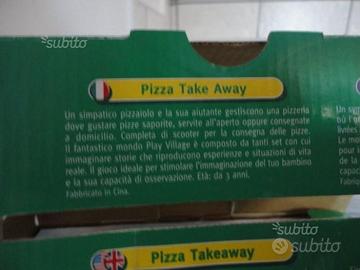 subito
Pizza Take Away
Un simpatico pizzaiolo e la sua aiutante gestiscono una pizzeria
dove gustare pizze saporite, servite all'aperto oppure consegnate
a domicilio. Completa di scooter per la consegna delle pizze.
Il fantastico mondo Play Village è composto da tanti set con cui
immaginare storie che riproducono esperienze e situazioni di vita
reale. Il gioco ideale per stimolare l'immaginazione del tuo bambino
e la sua capacità di osservazione. Età: da 3 anni.
Fabbricato in Cina.
Un sym
où l'on
Pizza Takeaway
subito
subito